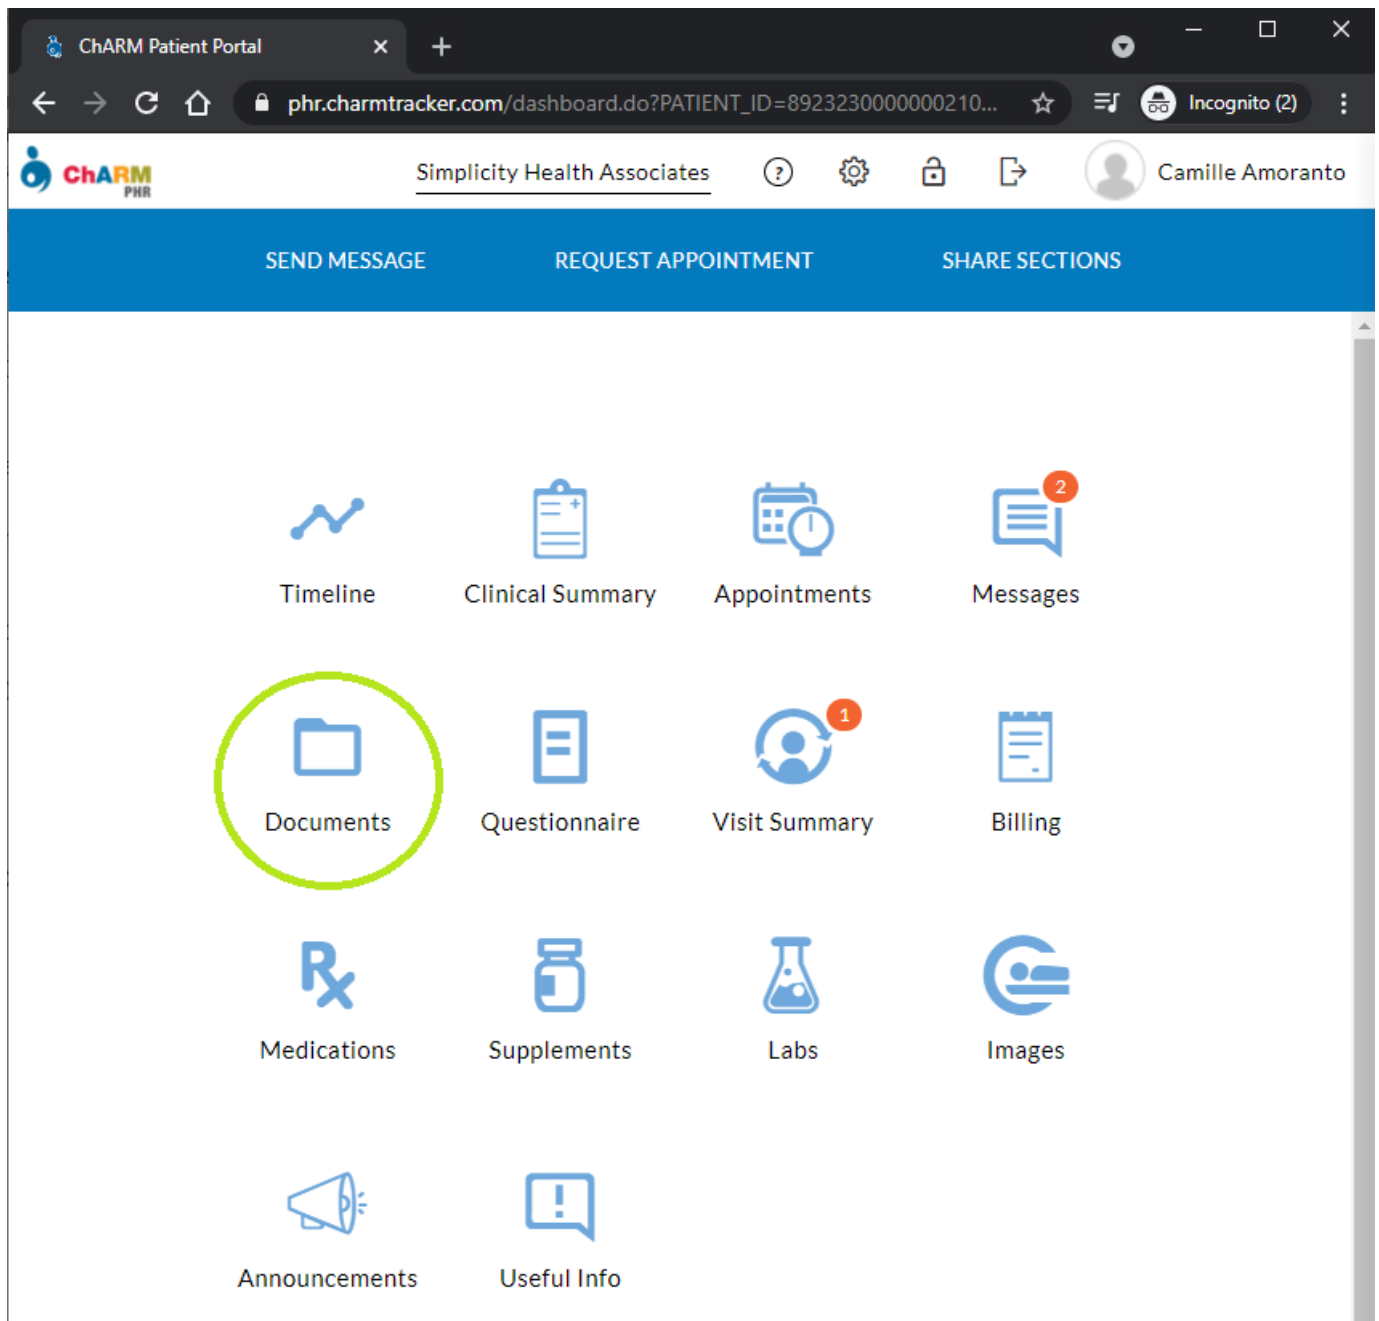 ChARM Patient Portal
phr.charmtracker.com/dashboard.do?PATIENT_ID=8923230000000210... Incognito (2)
ChARM PHR
Simplicity Health Associates
Camille Amoranto
SEND MESSAGE REQUEST APPOINTMENT SHARE SECTIONS
2
Timeline Clinical Summary Appointments Messages
1
Documents Questionnaire Visit Summary Billing
Rx
Medications Supplements Labs Images
Announcements Useful Info